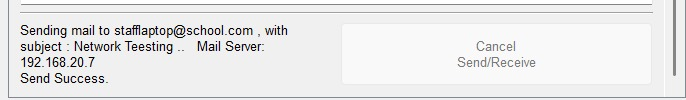 Sending mail to stafflaptop@school.com , with
subject : Network Teesting ..   Mail Server:
192.168.20.7
Send Success.
Cancel
Send/Receive